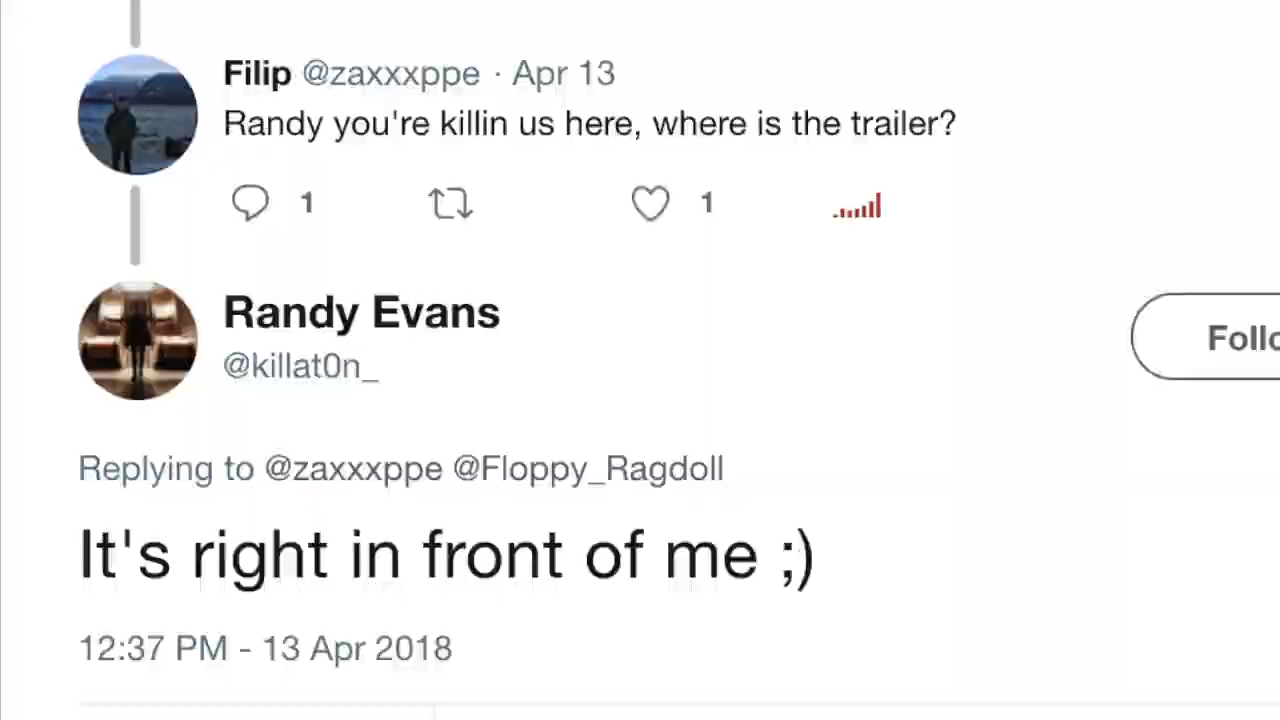 Filip @zaxxxppe · Apr 13
Randy you're killin us here, where is the trailer?
1 1
Randy Evans
@killat0n_
Follo
Replying to @zaxxxppe @Floppy_Ragdoll
It's right in front of me ;)
12:37 PM - 13 Apr 2018